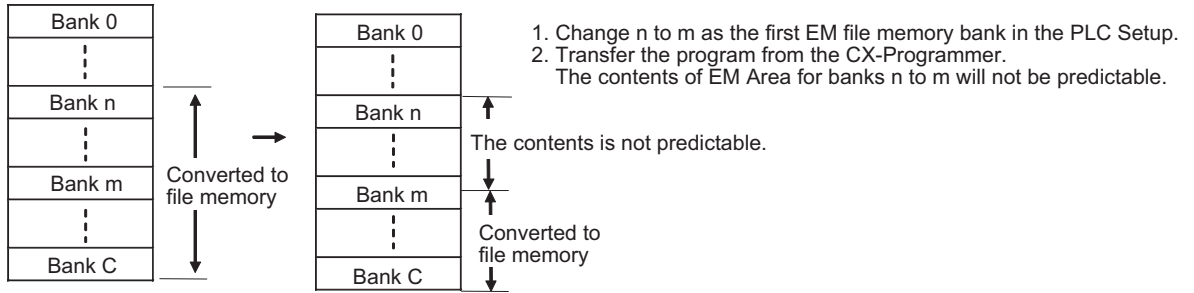 Bank 0
Bank n
Bank m
Bank C
Converted to
file memory
Bank 0
Bank n
Bank m
Bank C
The contents is not predictable.
Converted to
file memory
1. Change n to m as the first EM file memory bank in the PLC Setup.
2. Transfer the program from the CX-Programmer.
The contents of EM Area for banks n to m will not be predictable.